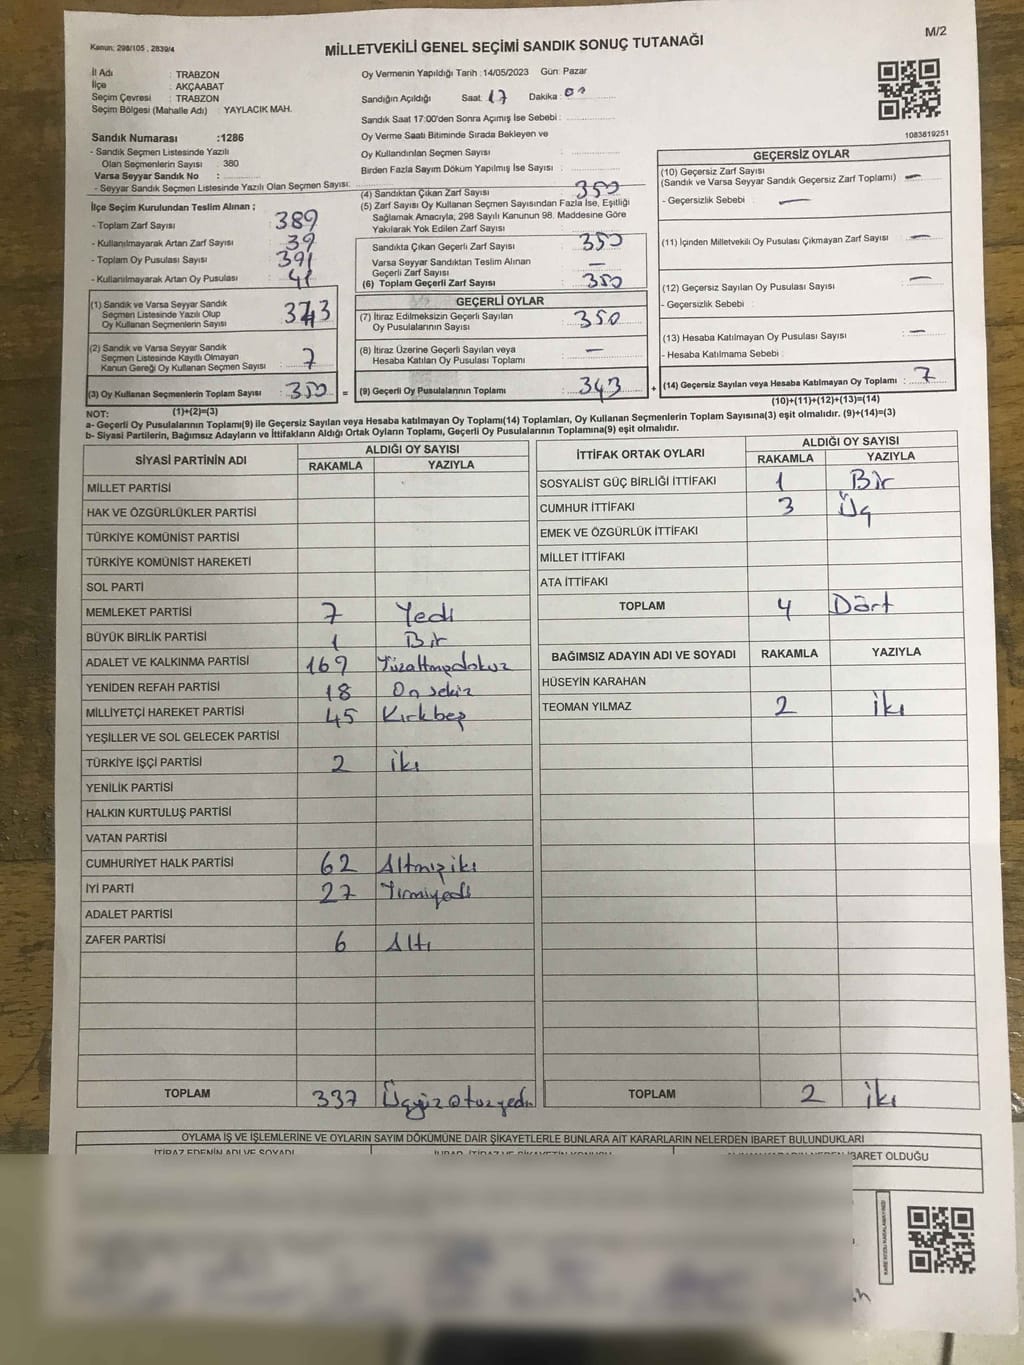 Kanun: 298/105 , 2839/4
MİLLETVEKİLİ GENEL SEÇİMİ SANDIK SONUÇ TUTANAĞI
M/2
İl Adı : TRABZON
İlçe : AKÇAABAT
Seçim Çevresi : TRABZON
Seçim Bölgesi (Mahalle Adı) : YAYLACIK MAH.
Oy Vermenin Yapıldığı Tarih :14/05/2023 Gün: Pazar
Sandığın Açıldığı Saat: 17 Dakika:
Sandık Saat 17:00'den Sonra Açımış İse Sebebi :
Oy Verme Saati Bitiminde Sırada Bekleyen ve
Oy Kullandırılan Seçmen Sayısı :
Birden Fazla Sayım Döküm Yapılmış İse Sayısı :
1083619251
Sandık Numarası :1286
- Sandık Seçmen Listesinde Yazılı
Olan Seçmenlerin Sayısı : 380
Varsa Seyyar Sandık No :
- Seyyar Sandık Seçmen Listesinde Yazılı Olan Seçmen Sayısı:
İlçe Seçim Kurulundan Teslim Alınan ;
- Toplam Zarf Sayısı : 389
- Kullanılmayarak Artan Zarf Sayısı : 39
- Toplam Oy Pusulası Sayısı : 391
- Kullanılmayarak Artan Oy Pusulası : 41
(1) Sandık ve Varsa Seyyar Sandık
Seçmen Listesinde Yazılı Olup
Oy Kullanan Seçmenlerin Sayısı : 343
(2) Sandık ve Varsa Seyyar Sandık
Seçmen Listesinde Kayıtlı Olmayan
Kanun Gereği Oy Kullanan Seçmen Sayısı : 7
(3) Oy Kullanan Seçmenlerin Toplam Sayısı : 350 =
(1)+(2)=(3)
(4) Sandıktan Çıkan Zarf Sayısı : 350
(5) Zarf Sayısı Oy Kullanan Seçmen Sayısından Fazla İse, Eşitliği
Sağlamak Amacıyla, 298 Sayılı Kanunun 98. Maddesine Göre
Yakılarak Yok Edilen Zarf Sayısı :
Sandıkta Çıkan Geçerli Zarf Sayısı : 350
Varsa Seyyar Sandıktan Teslim Alınan
Geçerli Zarf Sayısı : —
(6) Toplam Geçerli Zarf Sayısı : 350
GEÇERLİ OYLAR
(7) İtiraz Edilmeksizin Geçerli Sayılan
Oy Pusulalarının Sayısı : 350
(8) İtiraz Üzerine Geçerli Sayılan veya
Hesaba Katılan Oy Pusulası Toplamı : —
(9) Geçerli Oy Pusulalarının Toplamı : 343 +
GEÇERSİZ OYLAR
(10) Geçersiz Zarf Sayısı
(Sandık ve Varsa Seyyar Sandık Geçersiz Zarf Toplamı) : —
- Geçersizlik Sebebi : —
(11) İçinden Milletvekili Oy Pusulası Çıkmayan Zarf Sayısı : —
(12) Geçersiz Sayılan Oy Pusulası Sayısı : —
- Geçersizlik Sebebi :
(13) Hesaba Katılmayan Oy Pusulası Sayısı : —
- Hesaba Katılmama Sebebi :
(14) Geçersiz Sayılan veya Hesaba Katılmayan Oy Toplamı : 7
(10)+(11)+(12)+(13)=(14)
NOT:
a- Geçerli Oy Pusulalarının Toplamı(9) ile Geçersiz Sayılan veya Hesaba katılmayan Oy Toplamı(14) Toplamları, Oy Kullanan Seçmenlerin Toplam Sayısına(3) eşit olmalıdır. (9)+(14)=(3)
b- Siyasi Partilerin, Bağımsız Adayların ve İttifakların Aldığı Ortak Oyların Toplamı, Geçerli Oy Pusulalarının Toplamına(9) eşit olmalıdır.
SİYASİ PARTİNİN ADI ALDIĞI OY SAYISI
RAKAMLA YAZIYLA
MİLLET PARTİSİ
HAK VE ÖZGÜRLÜKLER PARTİSİ
TÜRKİYE KOMÜNİST PARTİSİ
TÜRKİYE KOMÜNİST HAREKETİ
SOL PARTİ
MEMLEKET PARTİSİ 7 Yedi
BÜYÜK BİRLİK PARTİSİ 1 Bir
ADALET VE KALKINMA PARTİSİ 169 Yüzaltmışdokuz
YENİDEN REFAH PARTİSİ 18 On sekiz
MİLLİYETÇİ HAREKET PARTİSİ 45 Kırkbeş
YEŞİLLER VE SOL GELECEK PARTİSİ
TÜRKİYE İŞÇİ PARTİSİ 2 iki
YENİLİK PARTİSİ
HALKIN KURTULUŞ PARTİSİ
VATAN PARTİSİ
CUMHURİYET HALK PARTİSİ 62 Altmışiki
İYİ PARTİ 27 Yirmiyedi
ADALET PARTİSİ
ZAFER PARTİSİ 6 Altı
TOPLAM 337 Üçyüzotuzyedi
İTTİFAK ORTAK OYLARI ALDIĞI OY SAYISI
RAKAMLA YAZIYLA
SOSYALİST GÜÇ BİRLİĞİ İTTİFAKI 1 Bir
CUMHUR İTTİFAKI 3 Üç
EMEK VE ÖZGÜRLÜK İTTİFAKI
MİLLET İTTİFAKI
ATA İTTİFAKI
TOPLAM 4 Dört
BAĞIMSIZ ADAYIN ADI VE SOYADI RAKAMLA YAZIYLA
HÜSEYİN KARAHAN
TEOMAN YILMAZ 2 iki
TOPLAM 2 iki
OYLAMA İŞ VE İŞLEMLERİNE VE OYLARIN SAYIM DÖKÜMÜNE DAİR ŞİKAYETLERLE BUNLARA AİT KARARLARIN NELERDEN İBARET BULUNDUKLARI
İTİRAZ EDENİN ADI VE SOYADI
İBARET OLDUĞU